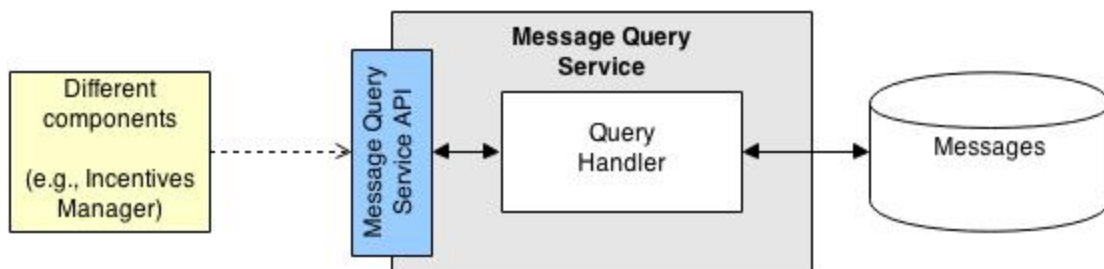 Different
components
(e.g., Incentives
Manager)
Message Query
Service API
Message Query
Service
Query
Handler
Messages